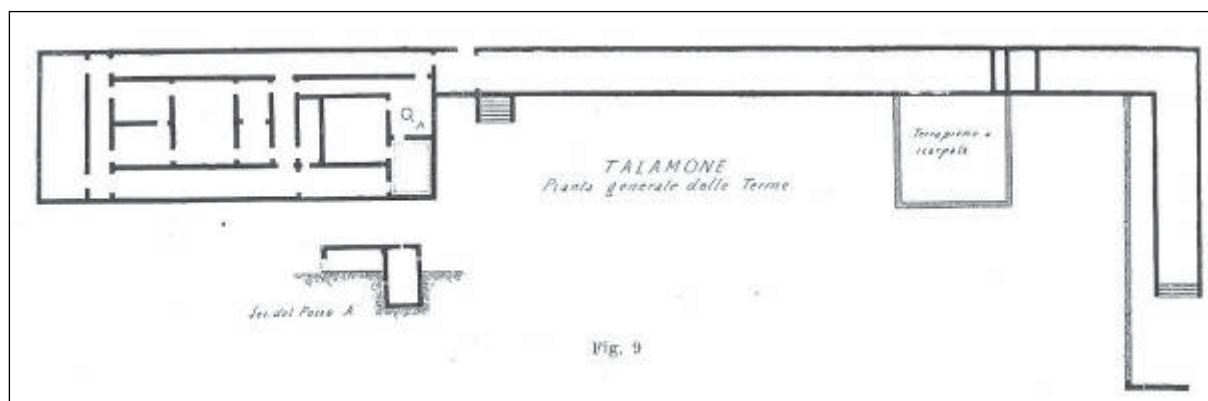 A
Terrapieno a
scarpata
TALAMONE
Pianta generale delle Terme
Sez. del Pozzo A
Fig. 9